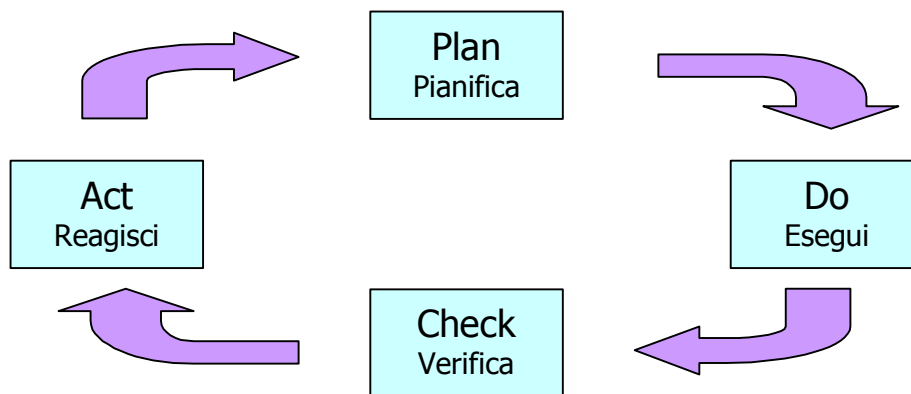 Plan
Pianifica
Act
Reagisci
Do
Esegui
Check
Verifica